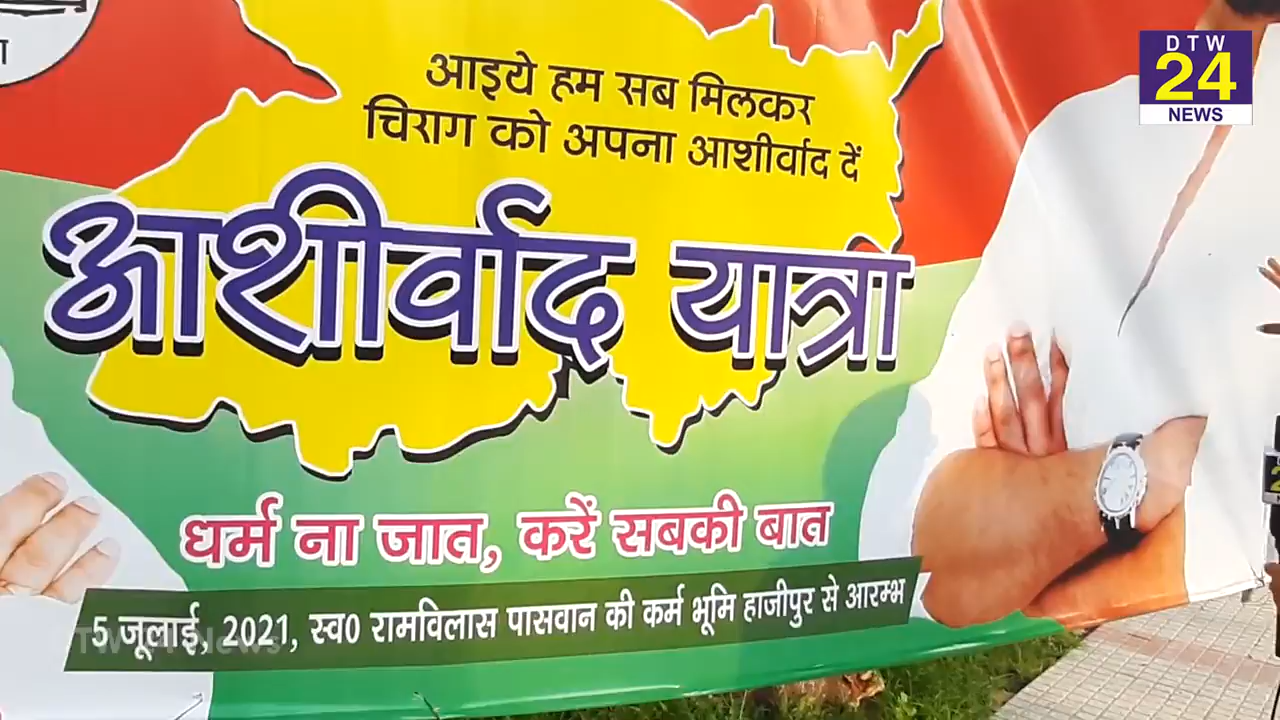 DTW
24
NEWS
आइये हम सब मिलकर
चिराग को अपना आशीर्वाद दें
आशीर्वाद यात्रा
धर्म ना जात, करें सबकी बात
5 जूलाई, 2021, स्व0 रामविलास पासवान की कर्म भूमि हाजीपुर से आरम्भ